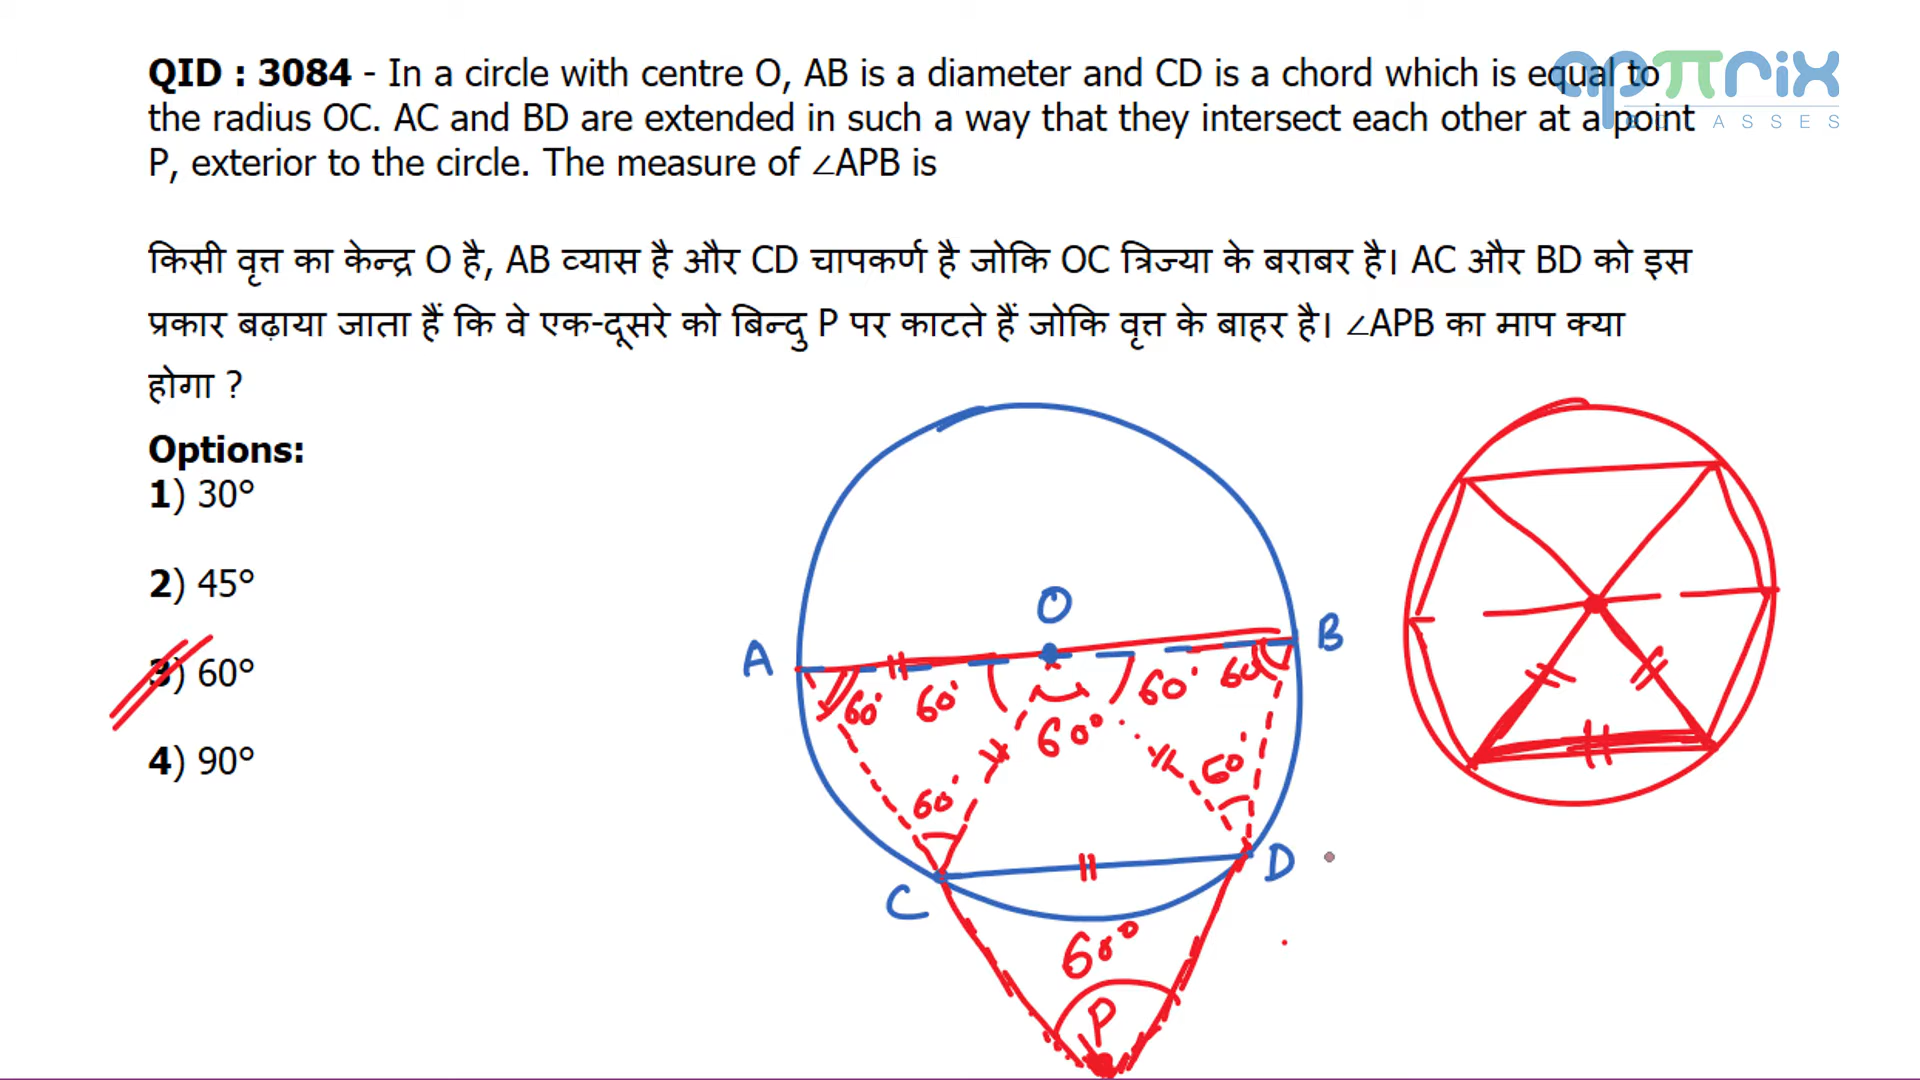 QID : 3084 - In a circle with centre O, AB is a diameter and CD is a chord which is equal to
the radius OC. AC and BD are extended in such a way that they intersect each other at a point
P, exterior to the circle. The measure of ∠APB is
किसी वृत्त का केन्द्र O है, AB व्यास है और CD चापकर्ण है जोकि OC त्रिज्या के बराबर है। AC और BD को इस
प्रकार बढ़ाया जाता हैं कि वे एक-दूसरे को बिन्दु P पर काटते हैं जोकि वृत्त के बाहर है। ∠APB का माप क्या
होगा ?
Options:
1) 30°
2) 45°
3) 60°
4) 90°
O
A
B
60° 60° 60° 60°
60°
60°
60°
C
D
60°
P